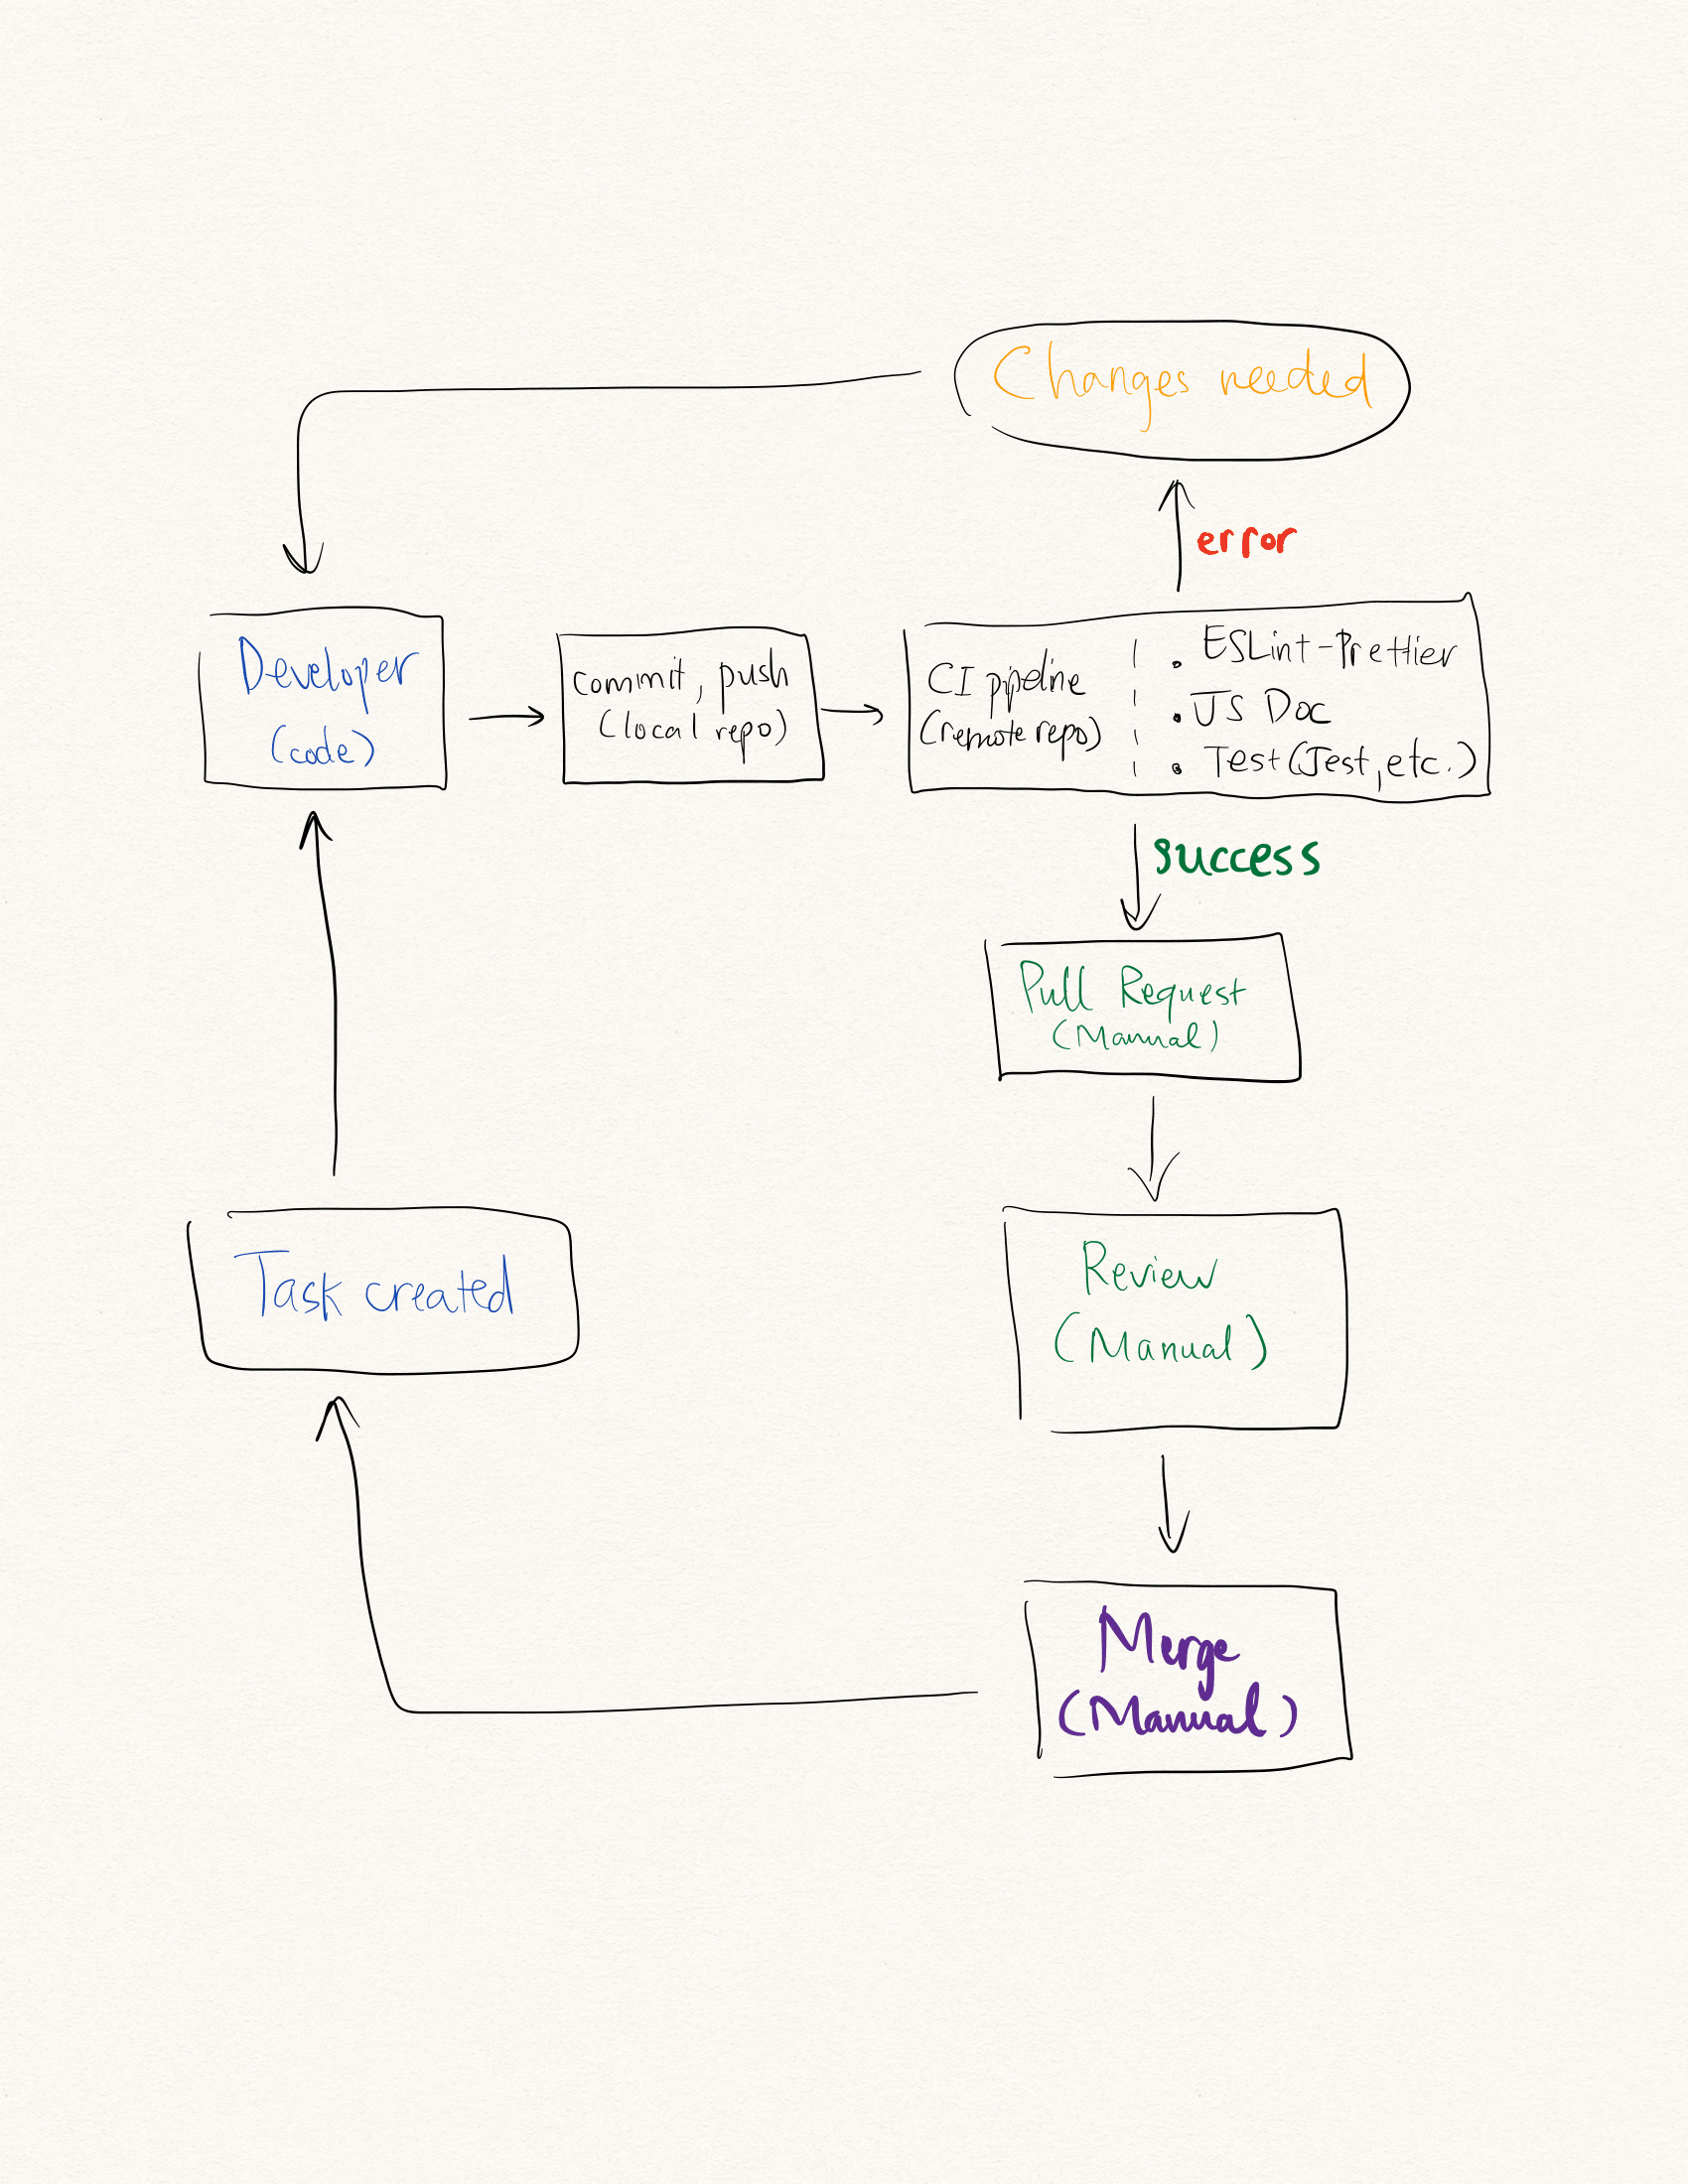 Changes needed
error
Developer
(code)
commit, push
(local repo)
CI pipeline
(remote repo)
. ESLint-Prettier
. JS Doc
. Test(Jest, etc.)
success
Pull Request
(Manual)
Task created
Review
(Manual)
Merge
(Manual)